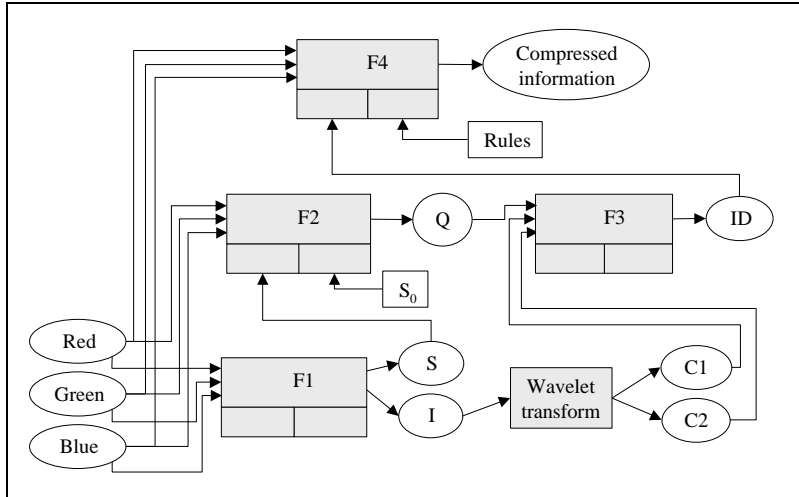 F4
Compressed
information
Rules
F2
Q
F3
ID
S₀
Red
Green
Blue
F1
S
I
Wavelet
transform
C1
C2